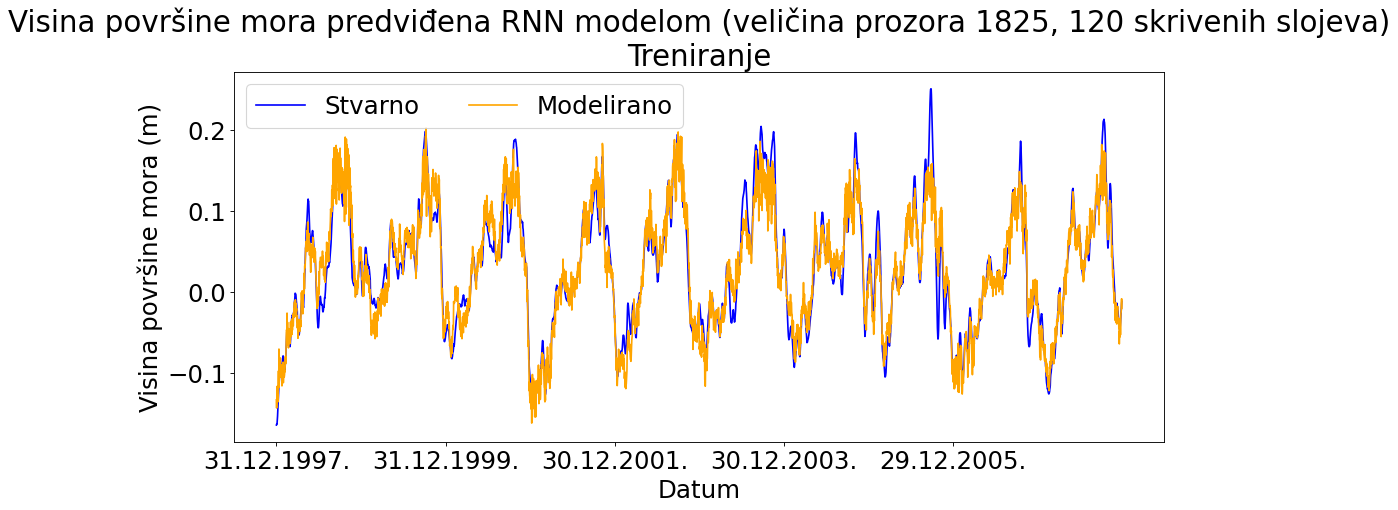 Visina površine mora predviđena RNN modelom (veličina prozora 1825, 120 skrivenih slojeva)
Treniranje
Stvarno
Modelirano
Visina površine mora (m)
0.2
0.1
0.0
−0.1
31.12.1997.
31.12.1999.
30.12.2001.
30.12.2003.
29.12.2005.
Datum